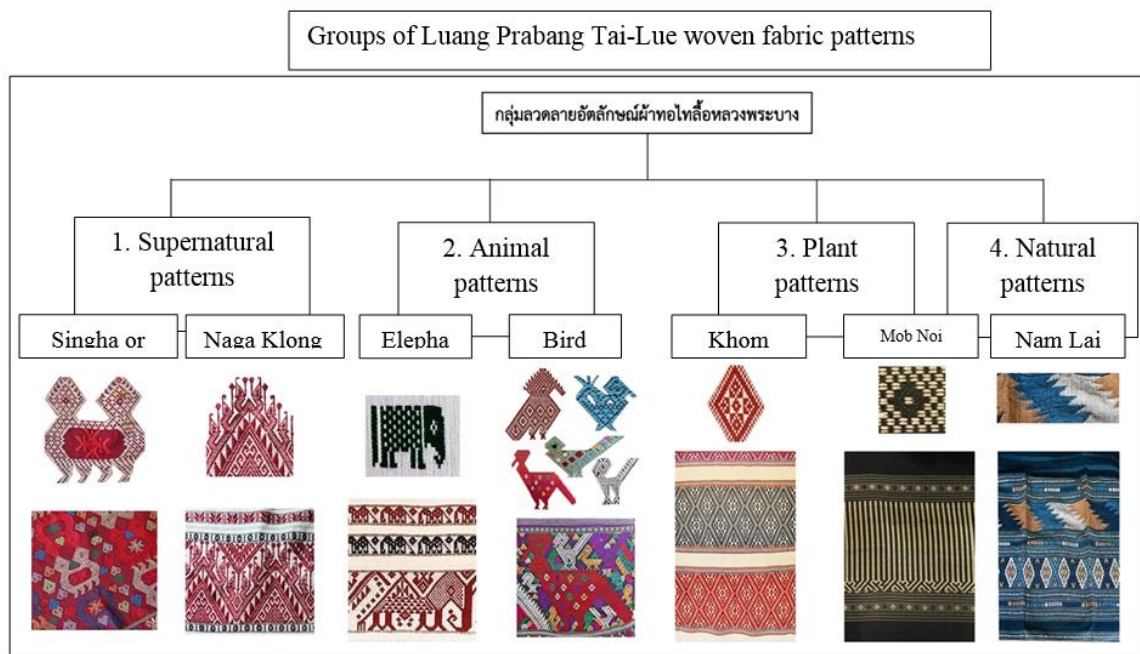 Groups of Luang Prabang Tai-Lue woven fabric patterns
กลุ่มลวดลายอัตลักษณ์ผ้าทอไทลื้อหลวงพระบาง
1. Supernatural
patterns
2. Animal
patterns
3. Plant
patterns
4. Natural
patterns
Singha or
Naga Klong
Elepha
Bird
Khom
Mob Noi
Nam Lai